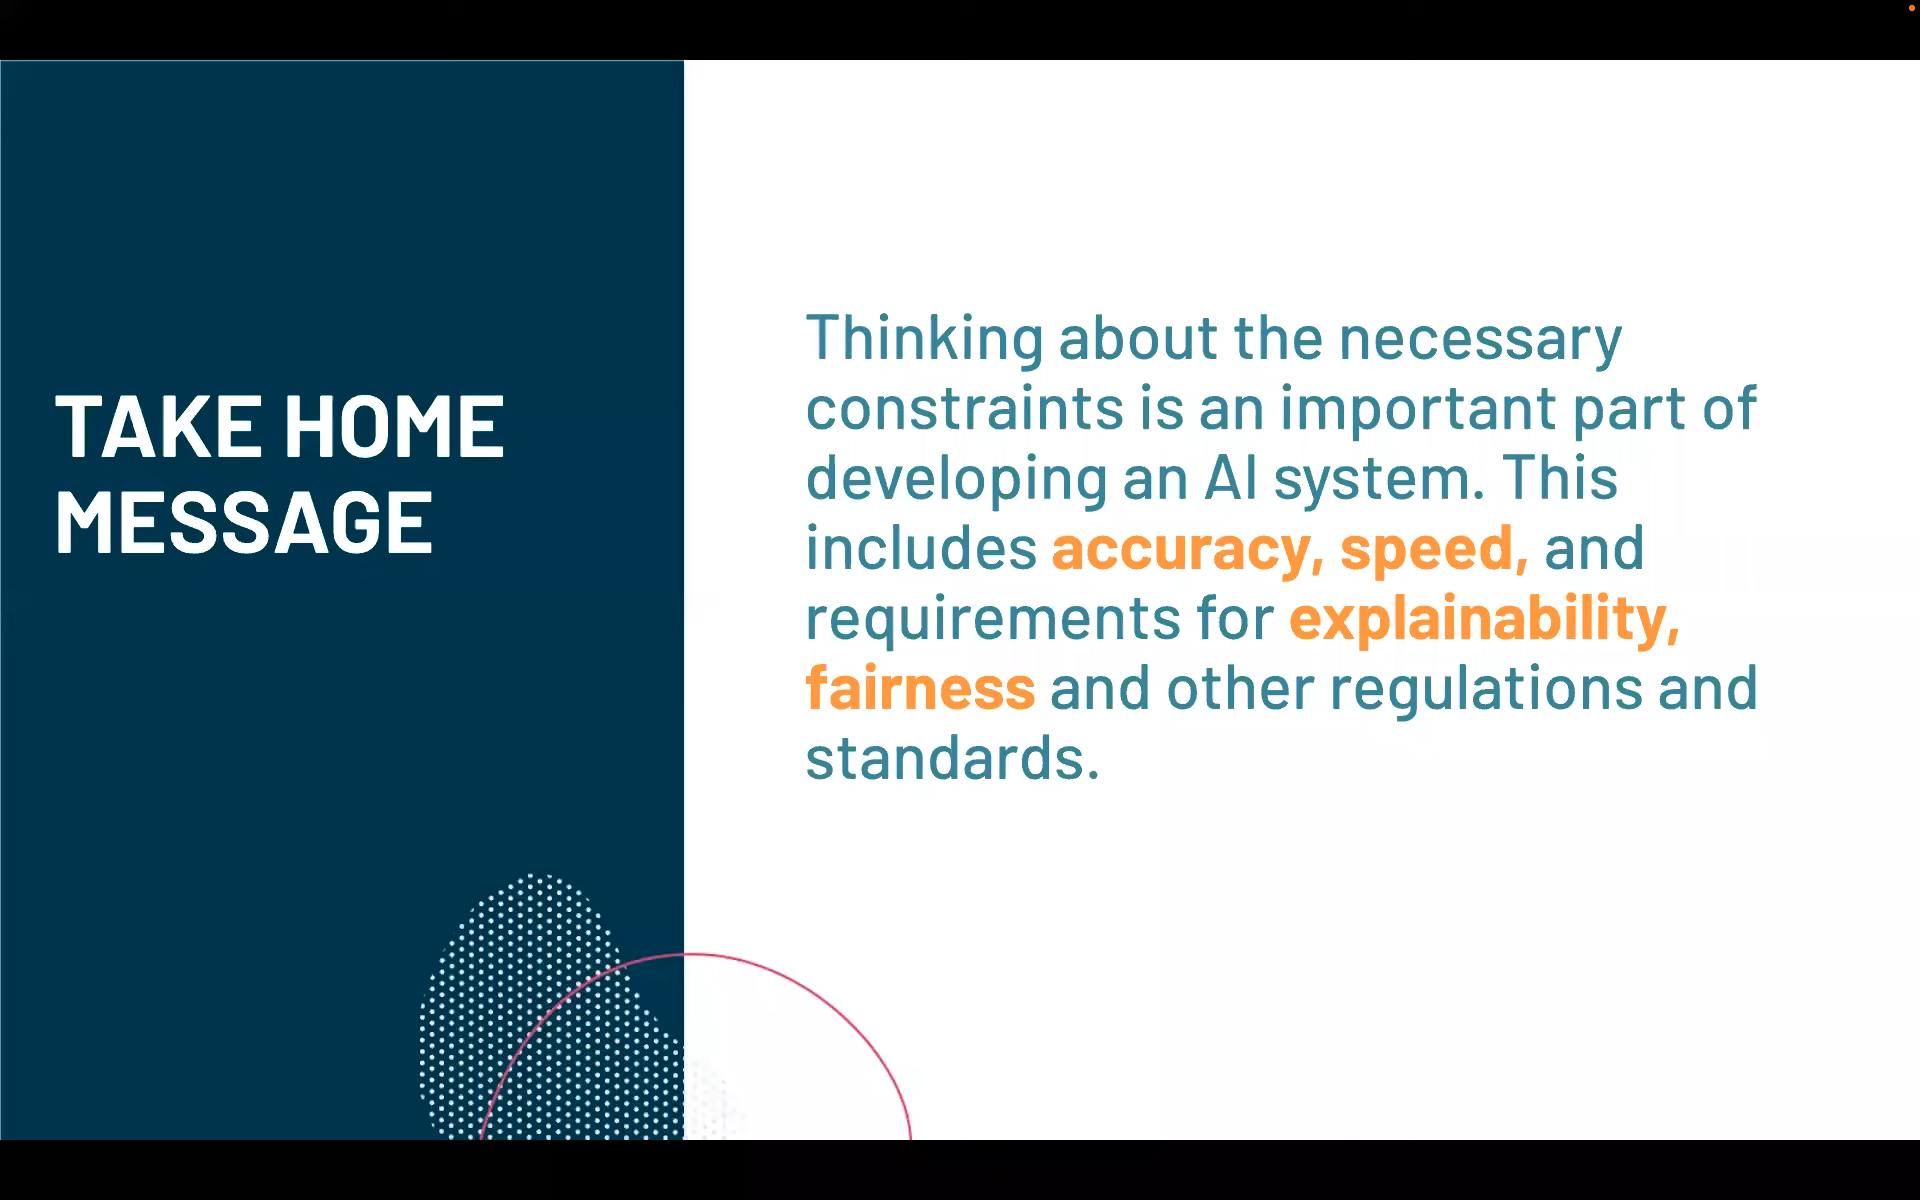 TAKE HOME
MESSAGE
Thinking about the necessary
constraints is an important part of
developing an AI system. This
includes accuracy, speed, and
requirements for explainability,
fairness and other regulations and
standards.